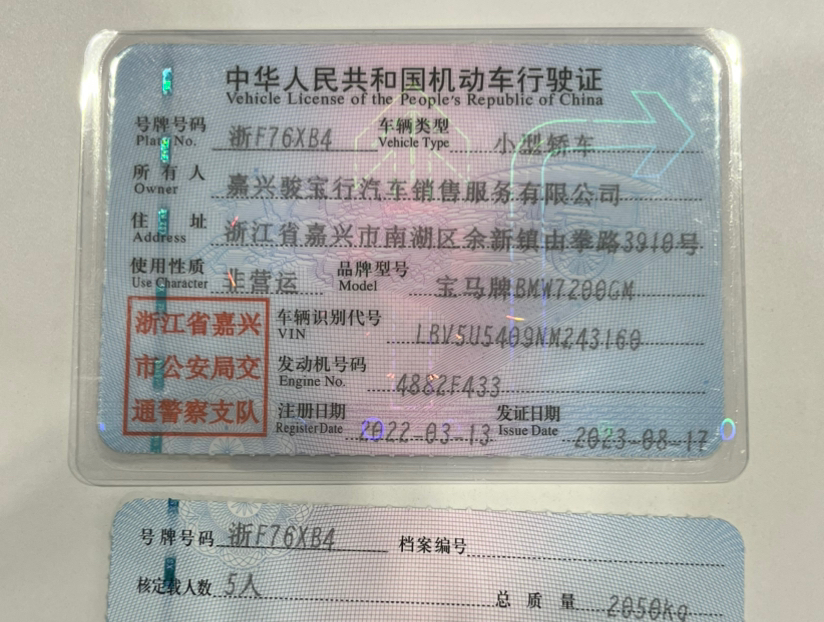 中华人民共和国机动车行驶证
Vehicle License of the People's Republic of China
号牌号码 浙F76XB4 车辆类型 小型轿车
Plate No. Vehicle Type
所有人 嘉兴骏宝行汽车销售服务有限公司
Owner
住址 浙江省嘉兴市南湖区余新镇由拳路3910号
Address
使用性质 非营运 品牌型号 宝马牌BMW7200GM
Use Character Model
浙江省嘉兴
市公安局交
通警察支队
车辆识别代号 LBV5U5409NM243160
VIN
发动机号码 4882F433
Engine No.
注册日期 2022-03-13 发证日期 2023-08-17
Register Date Issue Date
号牌号码 浙F76XB4 档案编号
核定载人数 5人 总质量 2050kg